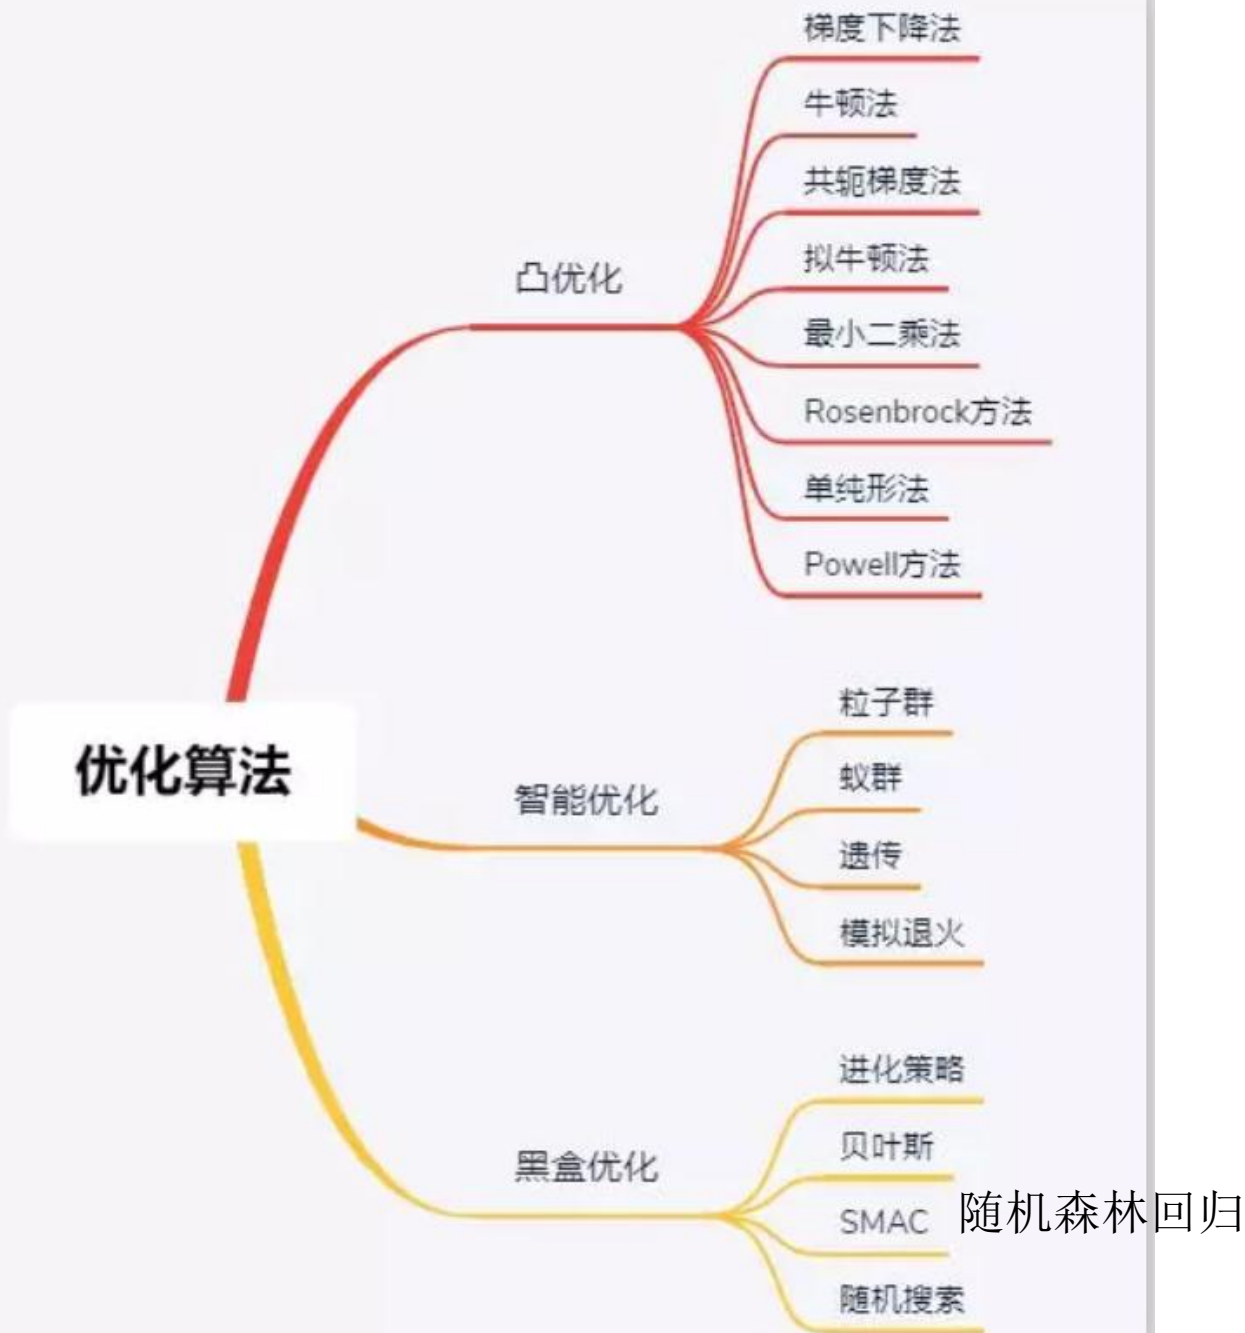 梯度下降法
牛顿法
共轭梯度法
拟牛顿法
凸优化
最小二乘法
Rosenbrock方法
单纯形法
Powell方法
优化算法
粒子群
蚁群
智能优化
遗传
模拟退火
进化策略
贝叶斯
黑盒优化
SMAC 随机森林回归
随机搜索